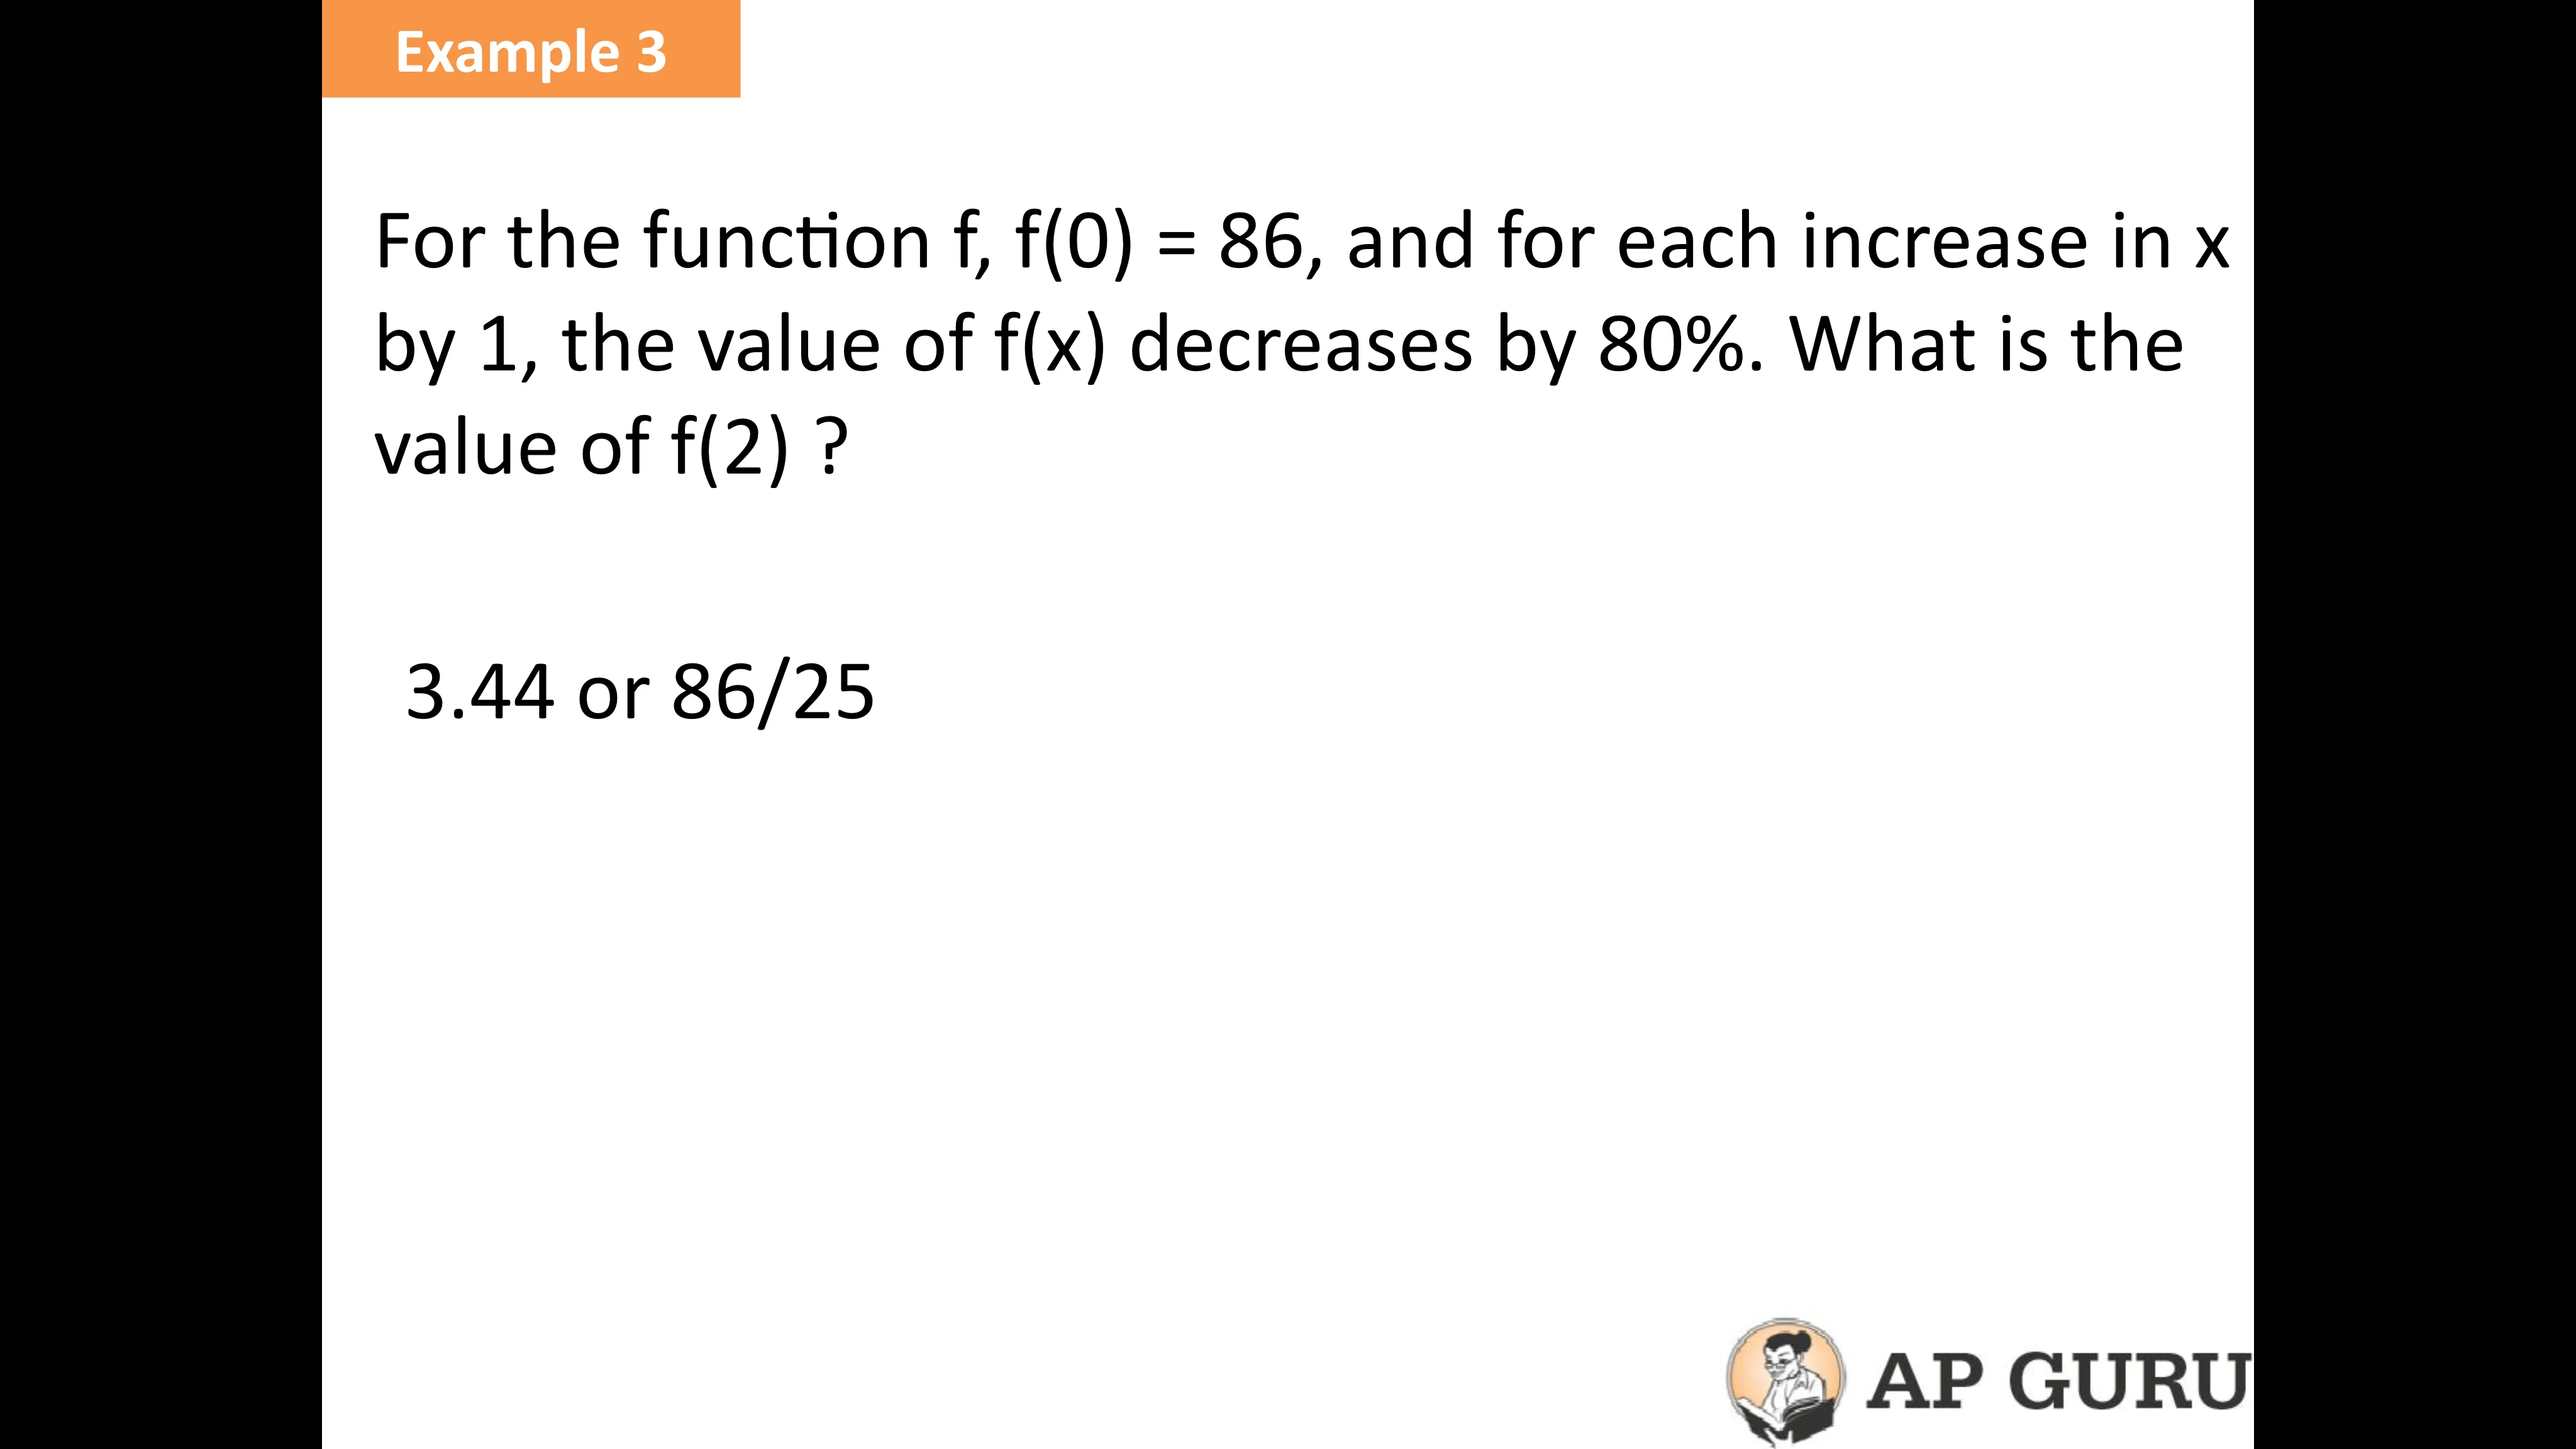 Example 3
For the function f, f(0) = 86, and for each increase in x
by 1, the value of f(x) decreases by 80%. What is the
value of f(2) ?
3.44 or 86/25
AP GURU